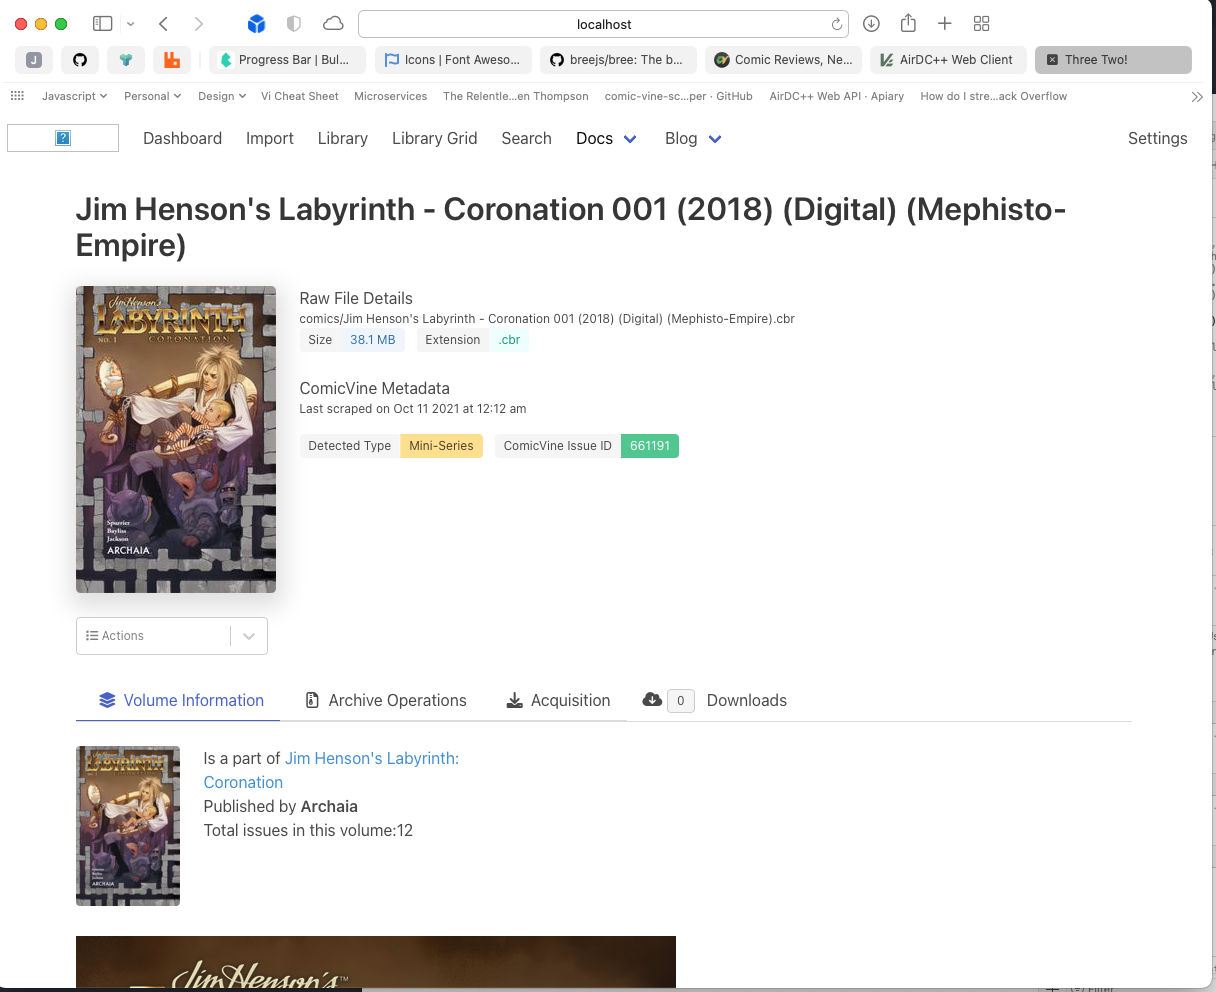 localhost
J
Progress Bar | Bul...
Icons | Font Aweso...
breejs/bree: The b...
Comic Reviews, Ne...
AirDC++ Web Client
Three Two!
Javascript
Personal
Design
Vi Cheat Sheet
Microservices
The Relentle...en Thompson
comic-vine-sc...per · GitHub
AirDC++ Web API · Apiary
How do I stre...ack Overflow
?
Dashboard
Import
Library
Library Grid
Search
Docs
Blog
Settings
Jim Henson's Labyrinth - Coronation 001 (2018) (Digital) (Mephisto-
Empire)
Jim Henson's
LABYRINTH
NO. 1 CORONATION
Spurrier
Bayliss
Jackson
ARCHAIA
Raw File Details
comics/Jim Henson's Labyrinth - Coronation 001 (2018) (Digital) (Mephisto-Empire).cbr
Size 38.1 MB Extension .cbr
ComicVine Metadata
Last scraped on Oct 11 2021 at 12:12 am
Detected Type Mini-Series ComicVine Issue ID 661191
Actions
Volume Information
Archive Operations
Acquisition
0 Downloads
LABYRINTH
CORONATION
ARCHAIA
Is a part of Jim Henson's Labyrinth:
Coronation
Published by Archaia
Total issues in this volume:12
Jim Henson's™